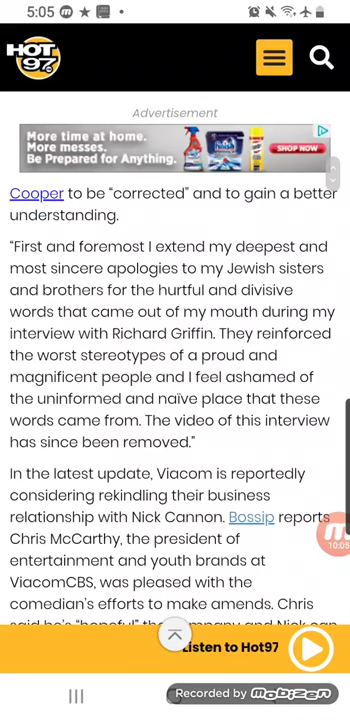 5:05
HOT
97
Advertisement
More time at home.
More messes.
Be Prepared for Anything.
SHOP NOW
Cooper to be “corrected” and to gain a better
understanding.
“First and foremost I extend my deepest and
most sincere apologies to my Jewish sisters
and brothers for the hurtful and divisive
words that came out of my mouth during my
interview with Richard Griffin. They reinforced
the worst stereotypes of a proud and
magnificent people and I feel ashamed of
the uninformed and naïve place that these
words came from. The video of this interview
has since been removed.”
In the latest update, Viacom is reportedly
considering rekindling their business
relationship with Nick Cannon. Bossip reports
Chris McCarthy, the president of
entertainment and youth brands at
ViacomCBS, was pleased with the
comedian’s efforts to make amends. Chris
10:05
Listen to Hot97
Recorded by mobizen